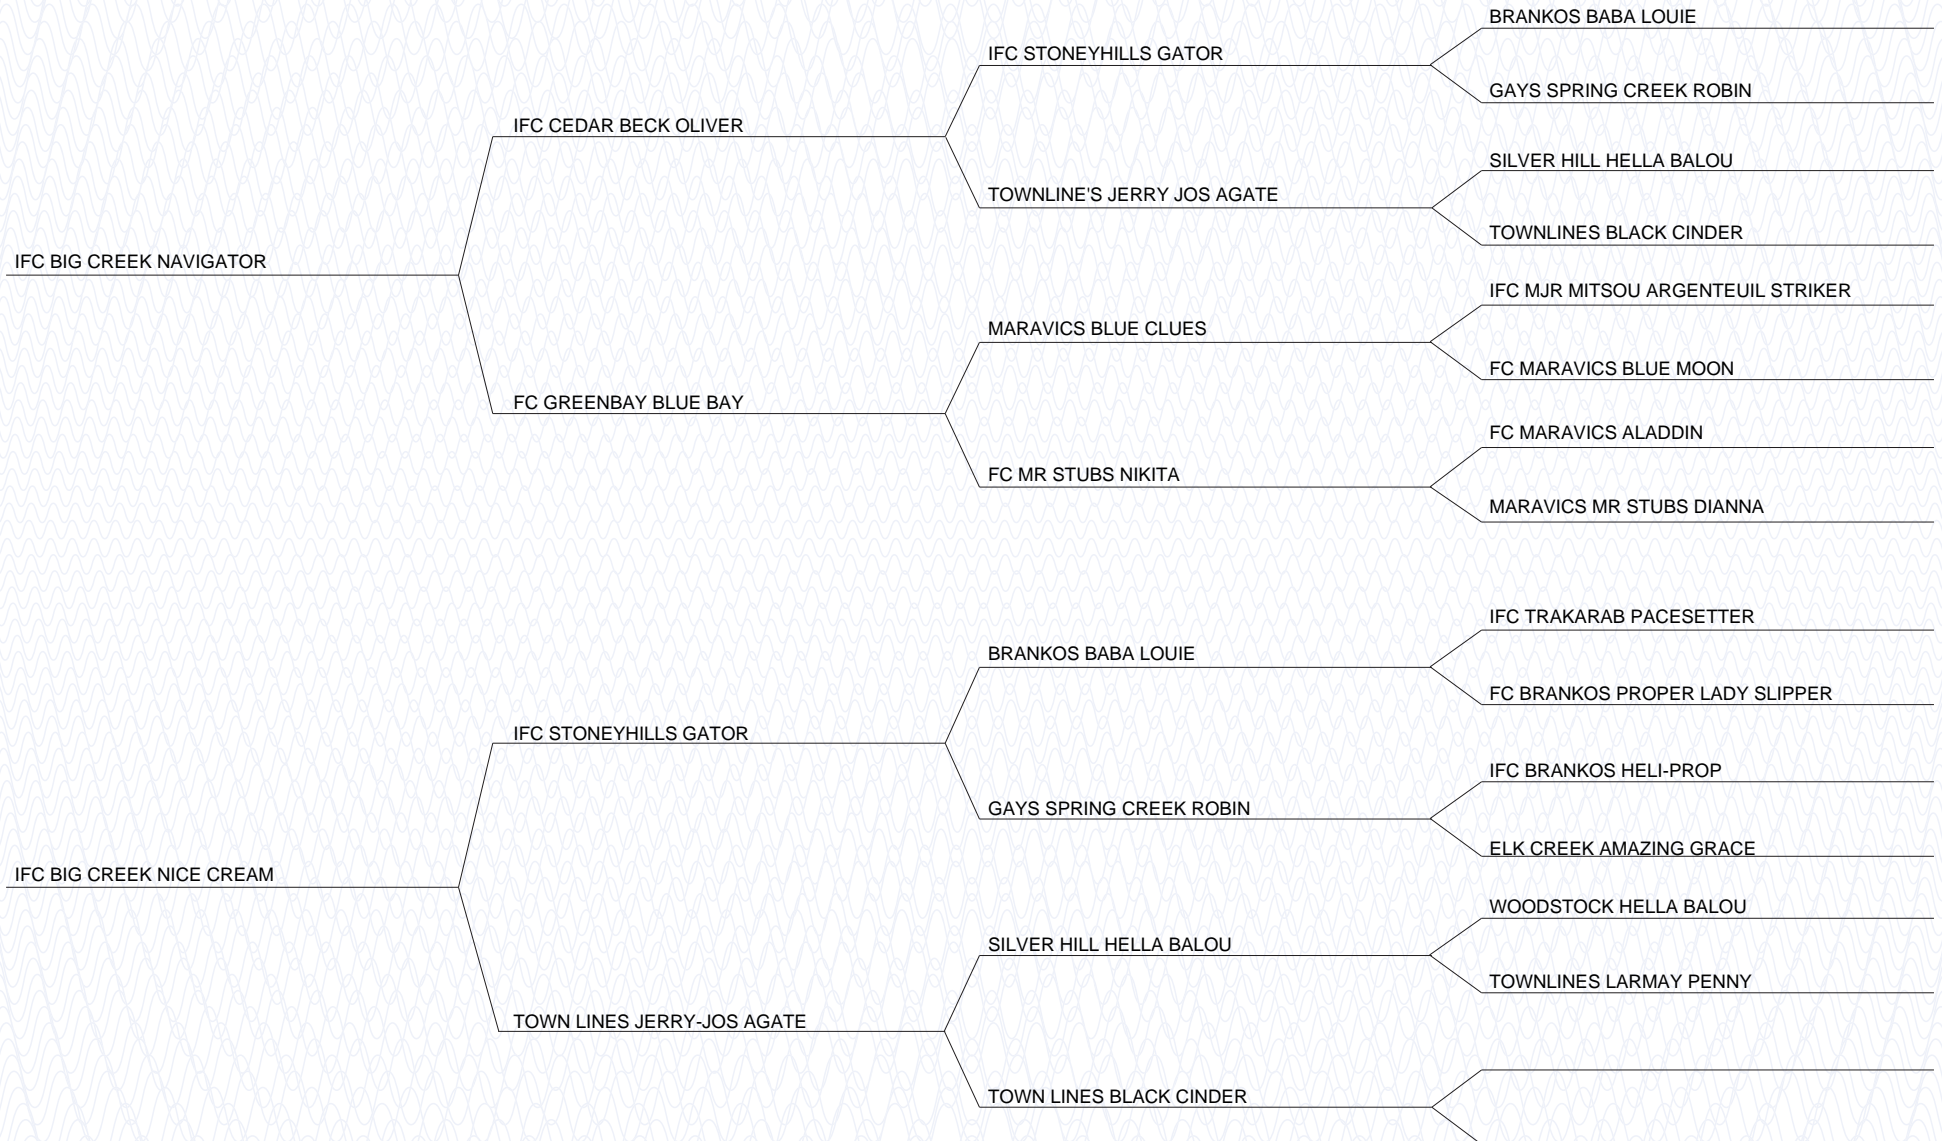 BRANKOS BABA LOUIE
IFC STONEYHILLS GATOR
GAYS SPRING CREEK ROBIN
IFC CEDAR BECK OLIVER
SILVER HILL HELLA BALOU
TOWNLINE'S JERRY JOS AGATE
TOWNLINES BLACK CINDER
IFC BIG CREEK NAVIGATOR
IFC MJR MITSOU ARGENTEUIL STRIKER
MARAVICS BLUE CLUES
FC MARAVICS BLUE MOON
FC GREENBAY BLUE BAY
FC MARAVICS ALADDIN
FC MR STUBS NIKITA
MARAVICS MR STUBS DIANNA
IFC TRAKARAB PACESETTER
BRANKOS BABA LOUIE
FC BRANKOS PROPER LADY SLIPPER
IFC STONEYHILLS GATOR
IFC BRANKOS HELI-PROP
GAYS SPRING CREEK ROBIN
ELK CREEK AMAZING GRACE
IFC BIG CREEK NICE CREAM
WOODSTOCK HELLA BALOU
SILVER HILL HELLA BALOU
TOWNLINES LARMAY PENNY
TOWN LINES JERRY-JOS AGATE
TOWN LINES BLACK CINDER